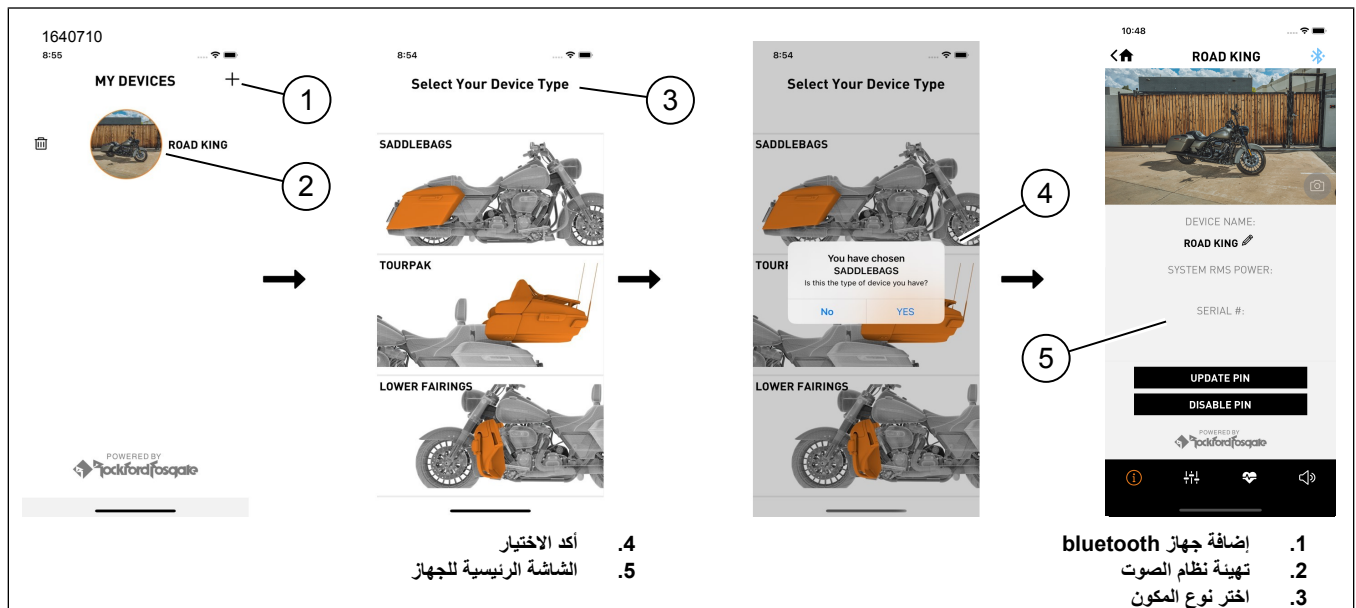 1640710
8:55
MY DEVICES
1
ROAD KING
2
POWERED BY
Rockford Fosgate
8:54
Select Your Device Type
3
SADDLEBAGS
TOURPAK
LOWER FAIRINGS
8:54
Select Your Device Type
SADDLEBAGS
4
TOURP
You have chosen
SADDLEBAGS
Is this the type of device you have?
No
YES
LOWER FAIRINGS
10:48
ROAD KING
DEVICE NAME:
ROAD KING
SYSTEM RMS POWER:
SERIAL #:
5
UPDATE PIN
DISABLE PIN
POWERED BY
Rockford Fosgate
1. إضافة جهاز bluetooth
2. تهيئة نظام الصوت
3. اختر نوع المكون
4. أكد الاختيار
5. الشاشة الرئيسية للجهاز